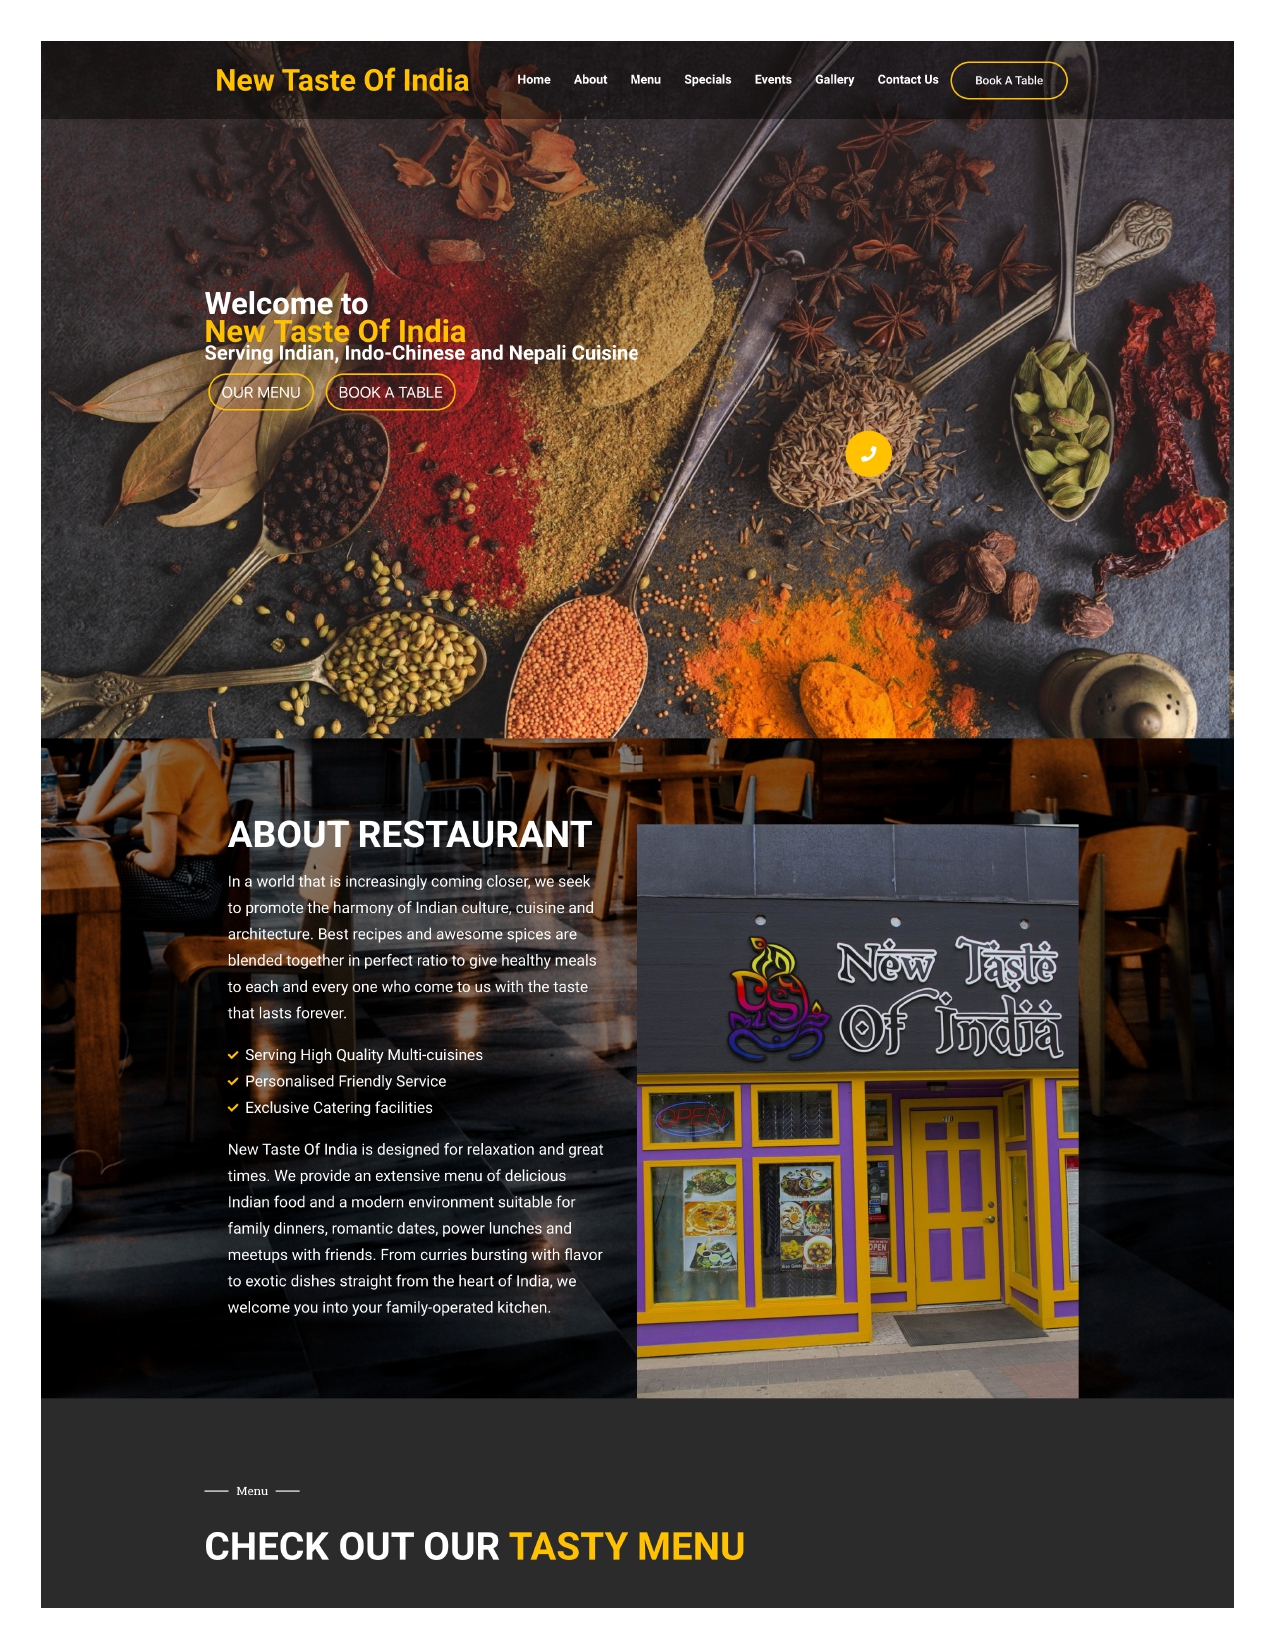 New Taste Of India
Home About Menu Specials Events Gallery Contact Us Book A Table
Welcome to
New Taste Of India
Serving Indian, Indo-Chinese and Nepali Cuisine
OUR MENU BOOK A TABLE
ABOUT RESTAURANT
In a world that is increasingly coming closer, we seek
to promote the harmony of Indian culture, cuisine and
architecture. Best recipes and awesome spices are
blended together in perfect ratio to give healthy meals
to each and every one who come to us with the taste
that lasts forever.
Serving High Quality Multi-cuisines
Personalised Friendly Service
Exclusive Catering facilities
New Taste Of India is designed for relaxation and great
times. We provide an extensive menu of delicious
Indian food and a modern environment suitable for
family dinners, romantic dates, power lunches and
meetups with friends. From curries bursting with flavor
to exotic dishes straight from the heart of India, we
welcome you into your family-operated kitchen.
New Taste
Of India
OPEN
OPEN
Menu
CHECK OUT OUR TASTY MENU